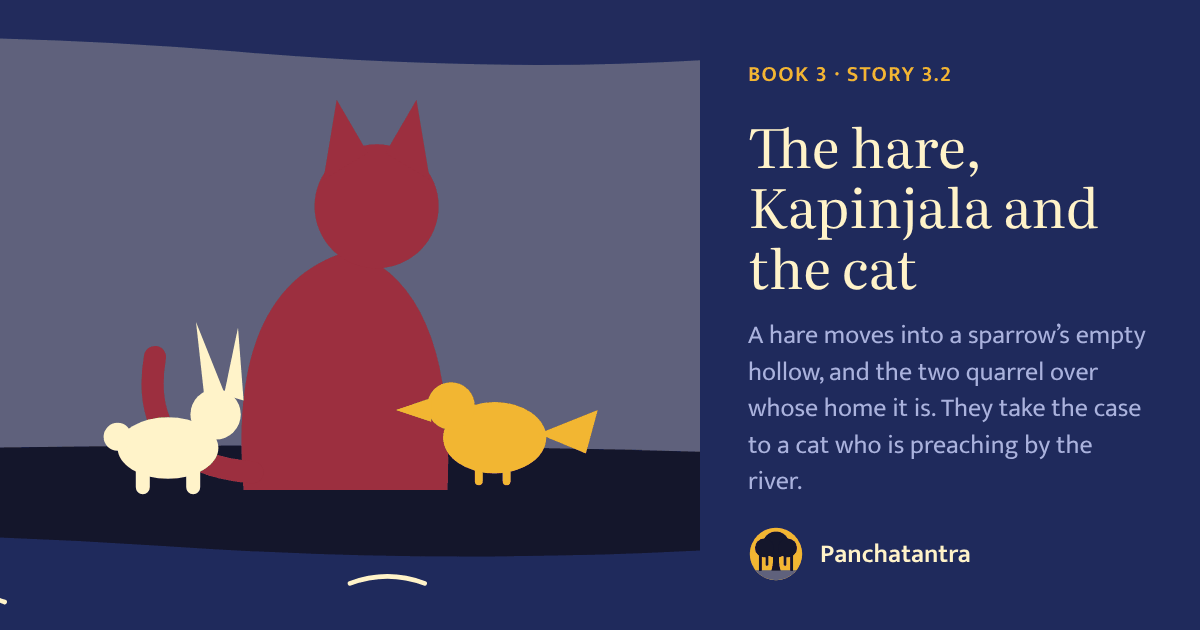 BOOK 3 · STORY 3.2
The hare,
Kapinjala and
the cat
A hare moves into a sparrow’s empty
hollow, and the two quarrel over
whose home it is. They take the case
to a cat who is preaching by the
river.
Panchatantra